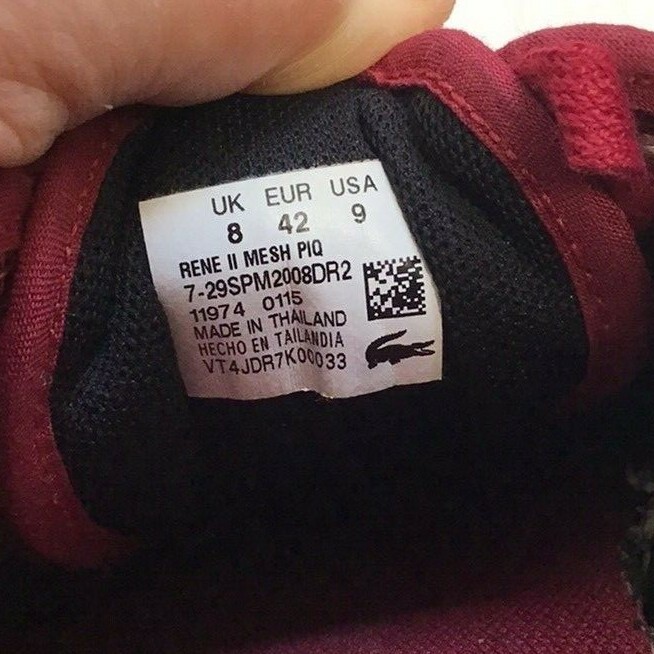 UK EUR USA
8 42 9
RENE II MESH PIQ
7-29SPM2008DR2
11974 0115
MADE IN THAILAND
HECHO EN TAILANDIA
VT4JDR7K00033